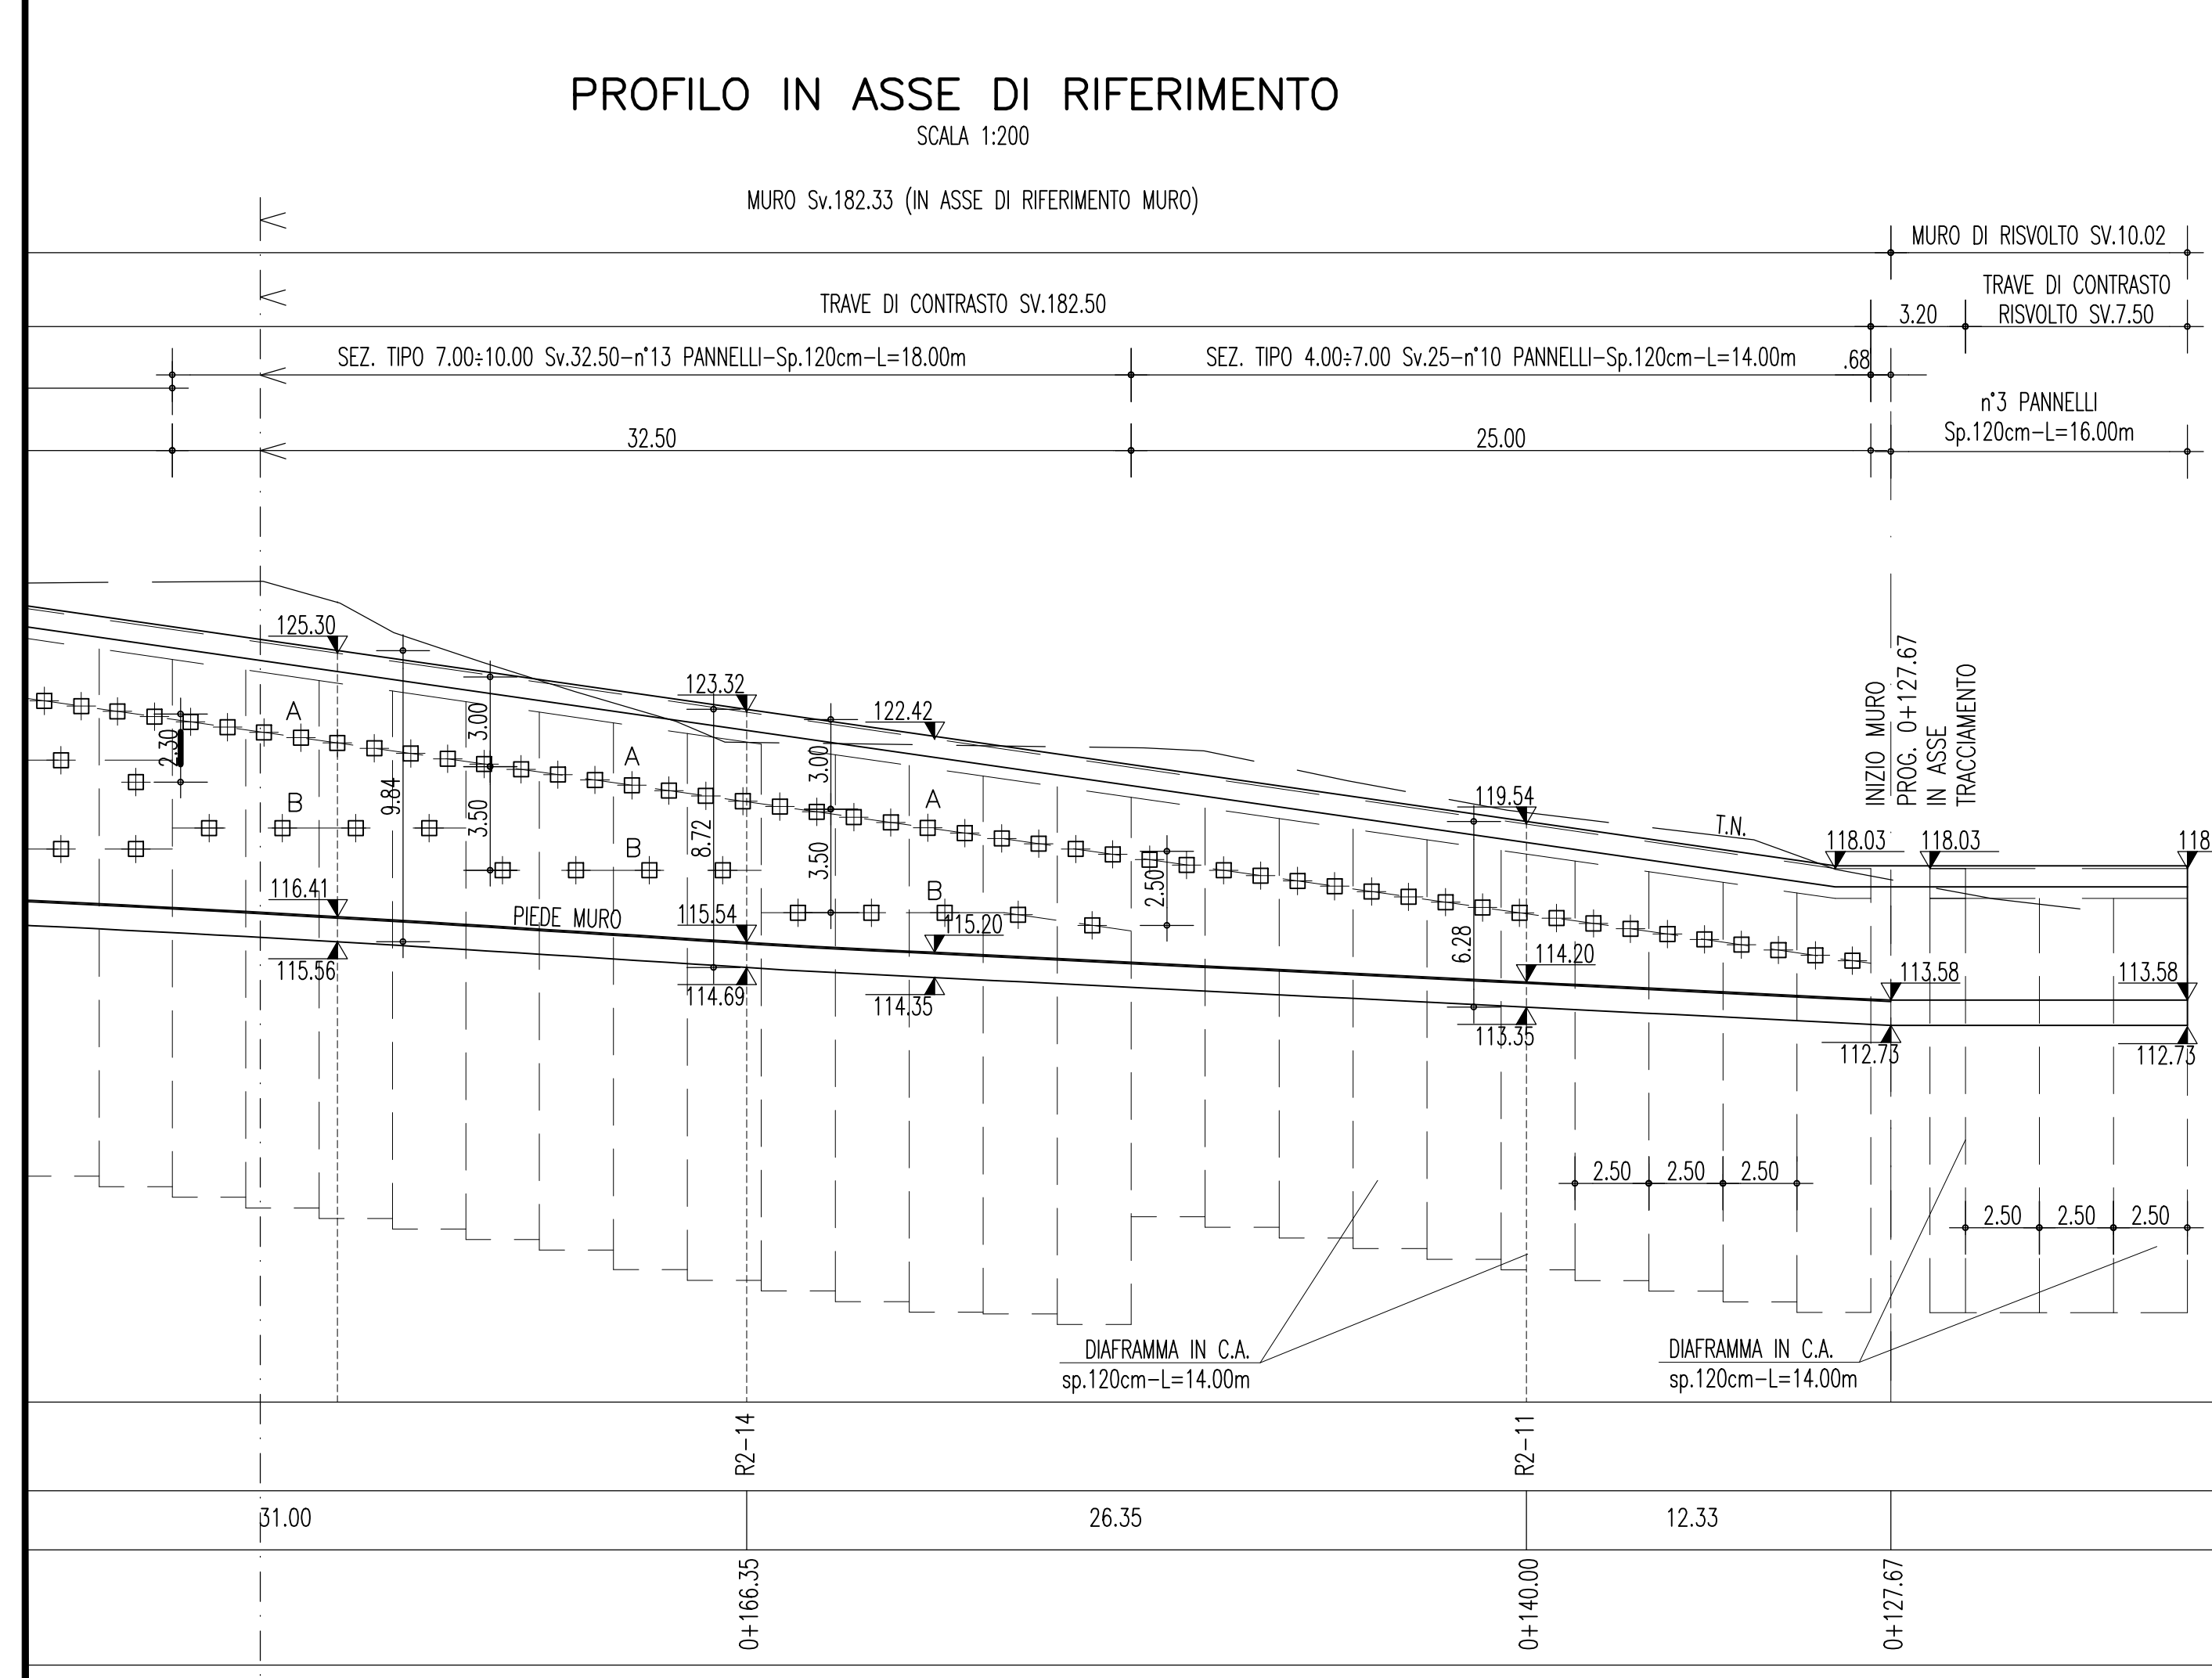 PROFILO IN ASSE DI RIFERIMENTO
SCALA 1:200
MURO Sv.182.33 (IN ASSE DI RIFERIMENTO MURO)
MURO DI RISVOLTO SV.10.02
TRAVE DI CONTRASTO SV.182.50
3.20
TRAVE DI CONTRASTO
RISVOLTO SV.7.50
SEZ. TIPO 7.00÷10.00 Sv.32.50-n°13 PANNELLI-Sp.120cm-L=18.00m
SEZ. TIPO 4.00÷7.00 Sv.25-n°10 PANNELLI-Sp.120cm-L=14.00m
.68
n°3 PANNELLI
Sp.120cm-L=16.00m
32.50
25.00
125.30
123.32
122.42
119.54
118.03
118.03
118
INIZIO MURO
PROG. 0+127.67
IN ASSE
TRACCIAMENTO
T.N.
A
A
A
B
B
B
2.30
9.84
3.00
3.50
8.72
3.00
3.50
2.50
6.28
116.41
PIEDE MURO
115.54
115.20
114.20
113.58
113.58
115.56
114.69
114.35
113.35
112.73
112.73
2.50
2.50
2.50
2.50
2.50
2.50
DIAFRAMMA IN C.A.
sp.120cm-L=14.00m
DIAFRAMMA IN C.A.
sp.120cm-L=14.00m
R2-14
R2-11
31.00
26.35
12.33
0+166.35
0+140.00
0+127.67